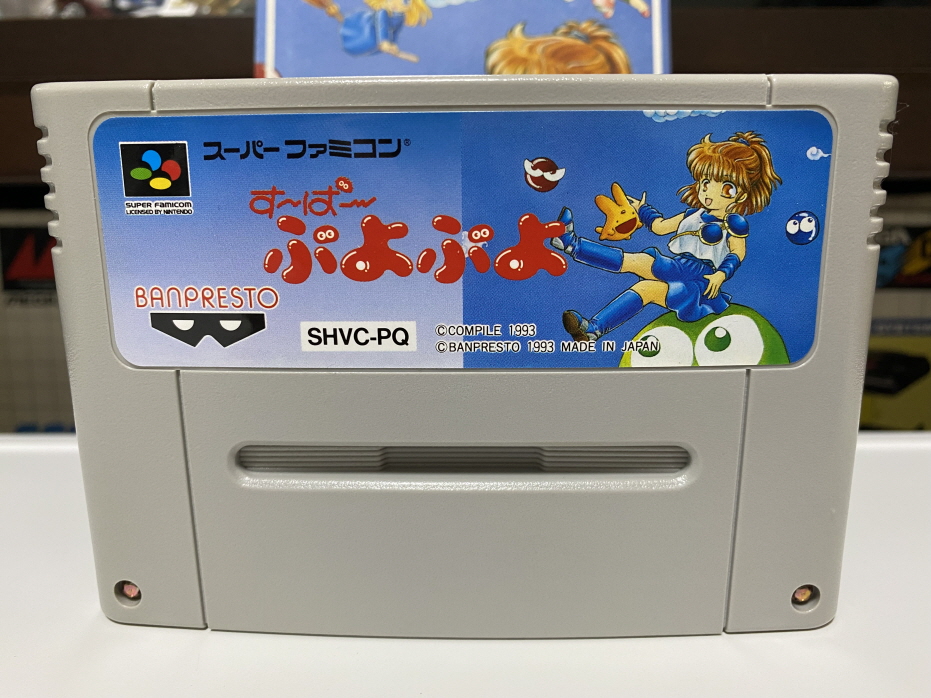 スーパーファミコン®
SUPER FAMICOM
LICENSED BY NINTENDO
す～ぱ～
ぷよぷよ
BANPRESTO
SHVC-PQ
©COMPILE 1993
©BANPRESTO 1993 MADE IN JAPAN